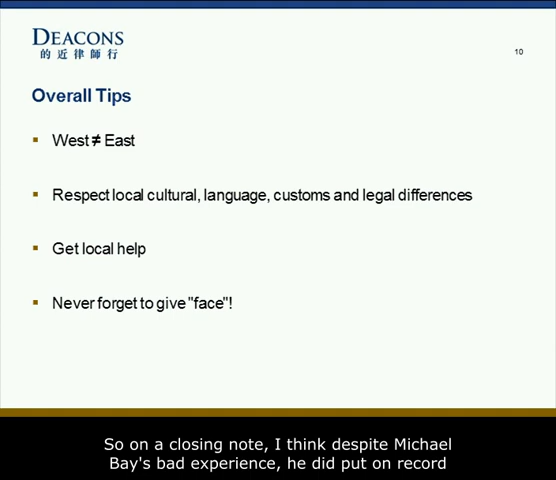 DEACONS
的近律師行
10
Overall Tips
West ≠ East
Respect local cultural, language, customs and legal differences
Get local help
Never forget to give "face"!
So on a closing note, I think despite Michael
Bay's bad experience, he did put on record